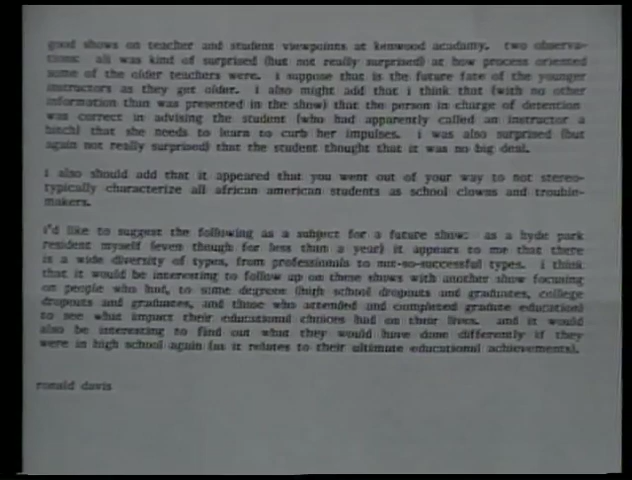 good shows on teacher and student viewpoints at kenwood acadamy. two observa-
tions: all was kind of surprised (but not really surprised) at how process oriented
some of the older teachers were. i suppose that is the future fate of the younger
instructors as they get older. i also might add that i think that (with no other
information than was presented in the show) that the person in charge of detention
was correct in advising the student (who had apparently called an instructor a
bitch) that she needs to learn to curb her impulses. i was also surprised (but
again not really surprised) that the student thought that it was no big deal.
i also should add that it appeared that you went out of your way to not stereo-
typically characterize all african american students as school clowns and trouble-
makers.
i'd like to suggest the following as a subject for a future show: as a hyde park
resident myself (even though for less than a year) it appears to me that there
is a wide diversity of types, from professionals to not-so-successful types. i think
that it would be interesting to follow up on these shows with another show focusing
on people who had, to some degrees (high school dropouts and graduates, college
dropouts and graduates, and those who attended and completed gradute education)
to see what impact their educational choices had on their lives. and it would
also be interesting to find out what they would have done differently if they
were in high school again (as it relates to their ultimate educational achievements).
ronald davis